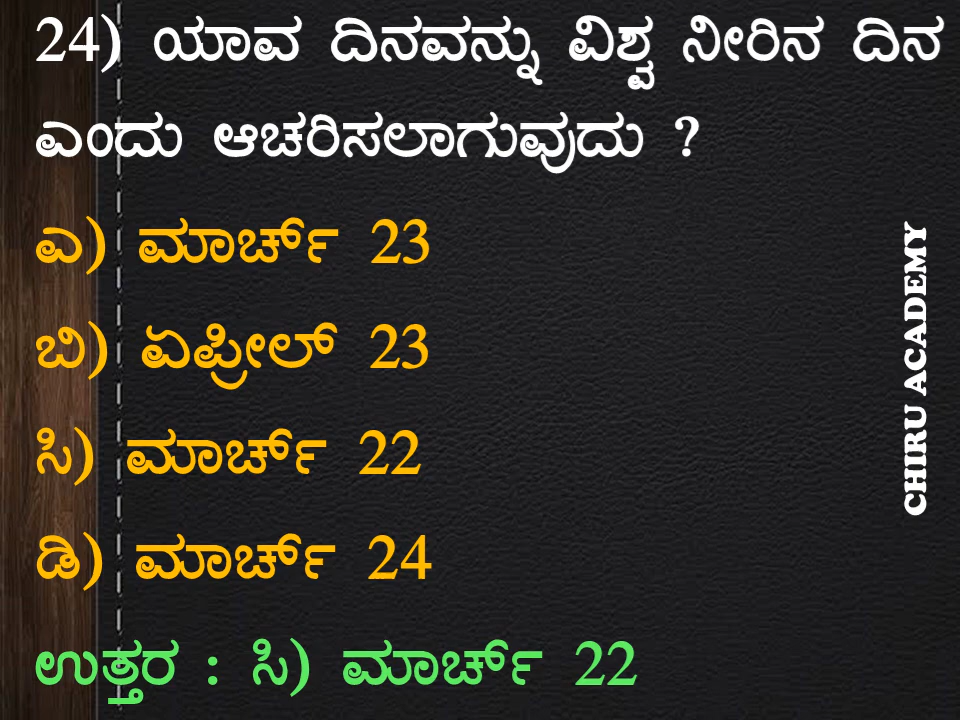 24) ಯಾವ ದಿನವನ್ನು ವಿಶ್ವ ನೀರಿನ ದಿನ
ಎಂದು ಆಚರಿಸಲಾಗುವುದು ?
ಎ) ಮಾರ್ಚ್ 23
ಬಿ) ಏಪ್ರೀಲ್ 23
ಸಿ) ಮಾರ್ಚ್ 22
ಡಿ) ಮಾರ್ಚ್ 24
ಉತ್ತರ : ಸಿ) ಮಾರ್ಚ್ 22
CHIRU ACADEMY